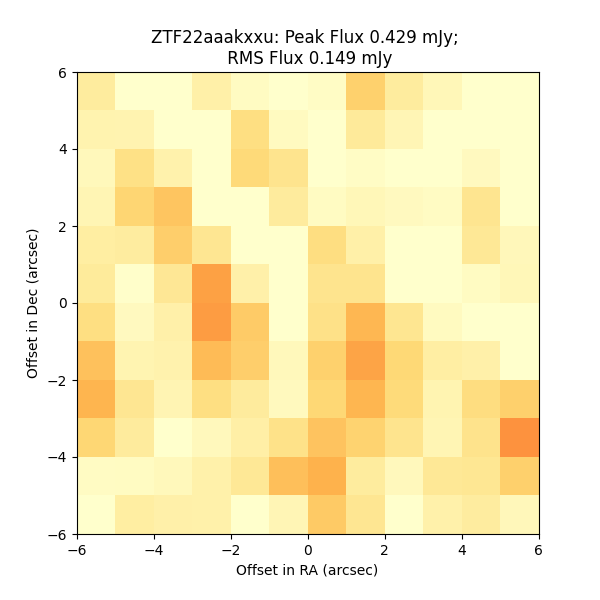 ZTF22aaakxxu: Peak Flux 0.429 mJy;
RMS Flux 0.149 mJy
6
4
2
0
−2
−4
−6
Offset in Dec (arcsec)
−6 −4 −2 0 2 4 6
Offset in RA (arcsec)